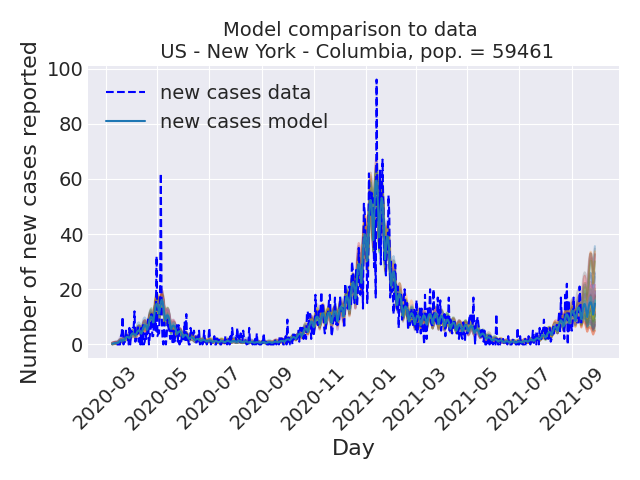 Model comparison to data
US - New York - Columbia, pop. = 59461
Number of new cases reported
100
80
60
40
20
0
new cases data
new cases model
2020-03
2020-05
2020-07
2020-09
2020-11
2021-01
2021-03
2021-05
2021-07
2021-09
Day